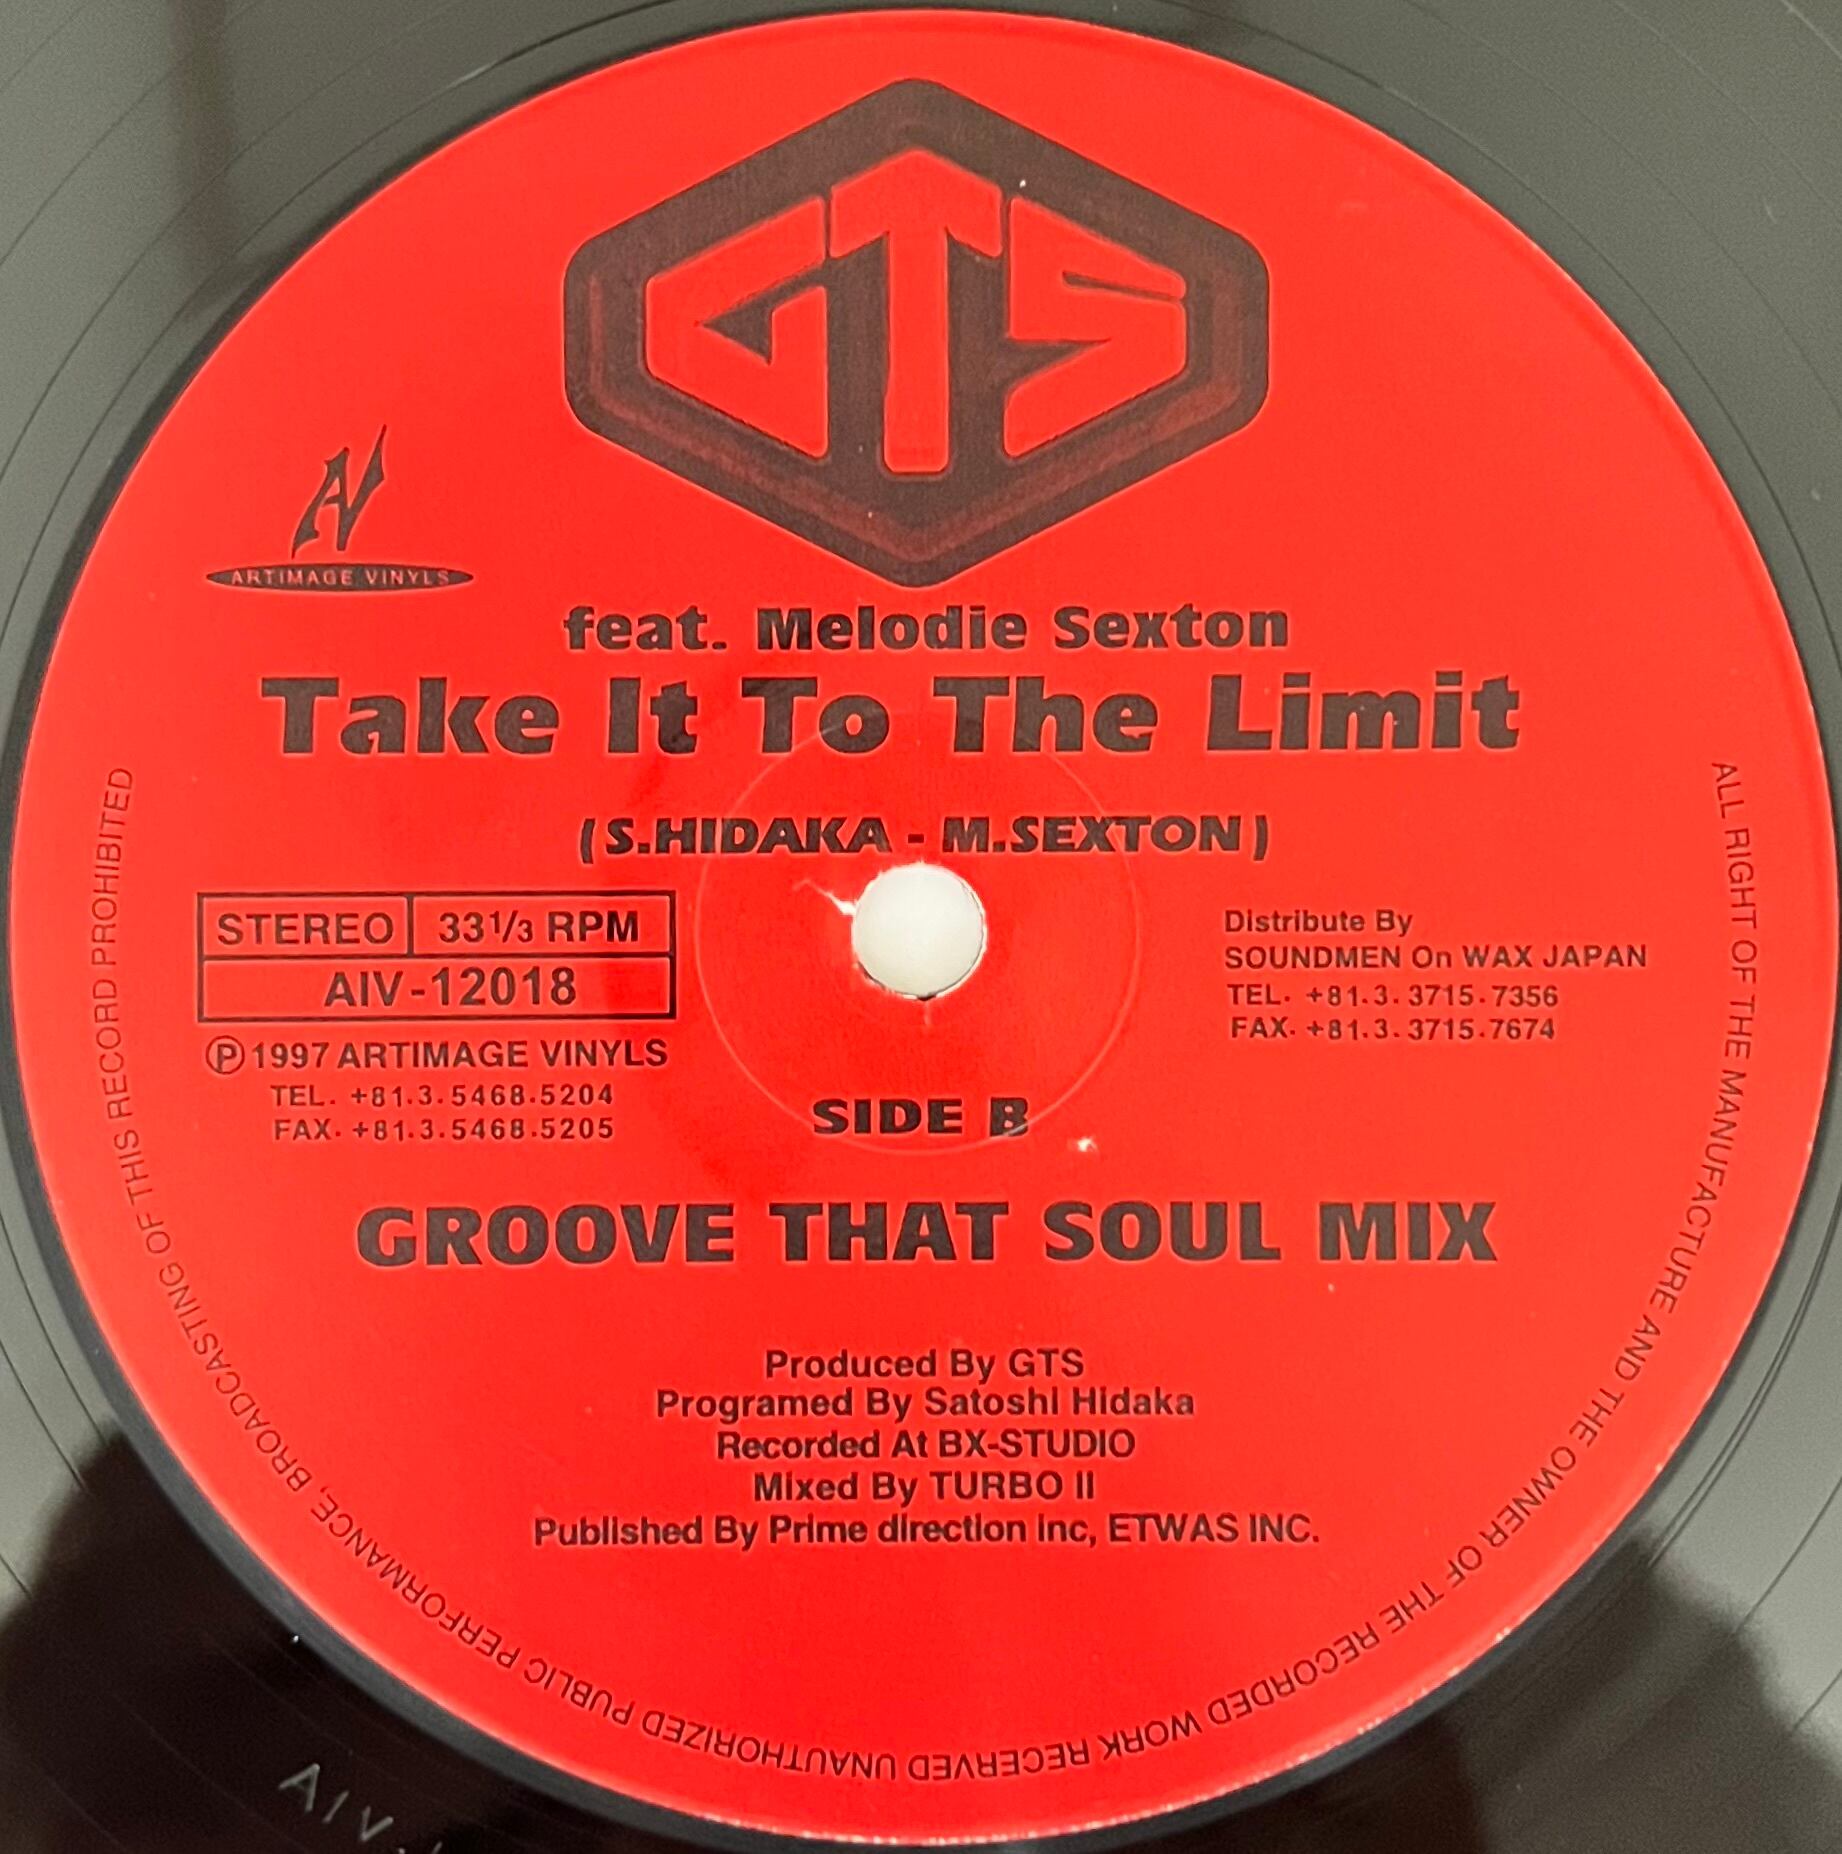 GTS
AV
ARTIMAGE VINYLS
feat. Melodie Sexton
Take It To The Limit
(S.HIDAKA - M.SEXTON)
STEREO 33 1/3 RPM
AIV-12018
Ⓟ1997 ARTIMAGE VINYLS
TEL. +81.3.5468.5204
FAX. +81.3.5468.5205
Distribute By
SOUNDMEN On WAX JAPAN
TEL. +81.3.3715.7356
FAX. +81.3.3715.7674
SIDE B
GROOVE THAT SOUL MIX
Produced By GTS
Programed By Satoshi Hidaka
Recorded At BX-STUDIO
Mixed By TURBO II
Published By Prime direction Inc, ETWAS INC.
ALL RIGHT OF THE MANUFACTURE AND THE OWNER OF THE RECORDED WORK RECERVED UNAUTHORIZED PUBLIC PERFORMANCE, BROADCASTING OF THIS RECORD PROHIBITED
AIV-